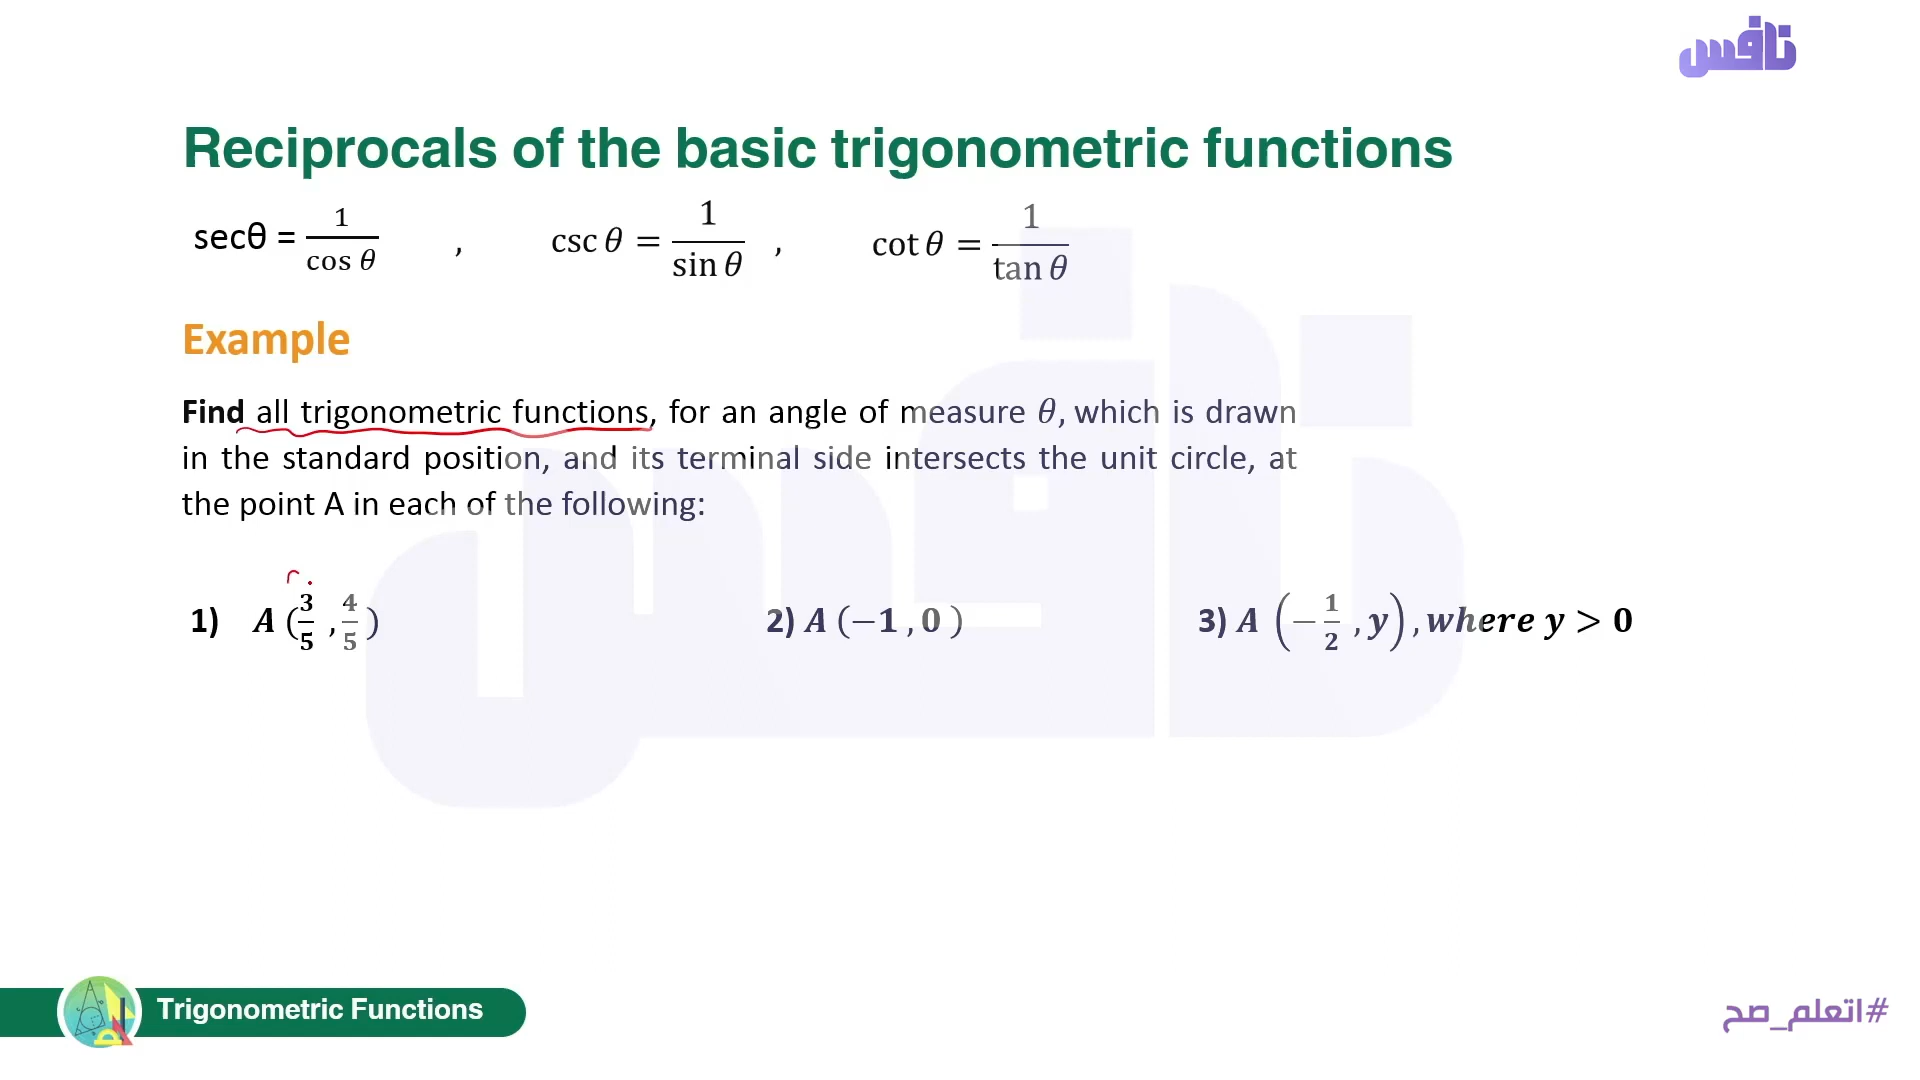 نافس
Reciprocals of the basic trigonometric functions
secθ = 1/cos θ , csc θ = 1/sin θ , cot θ = 1/tan θ
Example
Find all trigonometric functions, for an angle of measure θ, which is drawn
in the standard position, and its terminal side intersects the unit circle, at
the point A in each of the following:
1) A (3/5 , 4/5) 2) A (−1 , 0 ) 3) A (−1/2 , y) , where y > 0
Trigonometric Functions
#اتعلم_صح